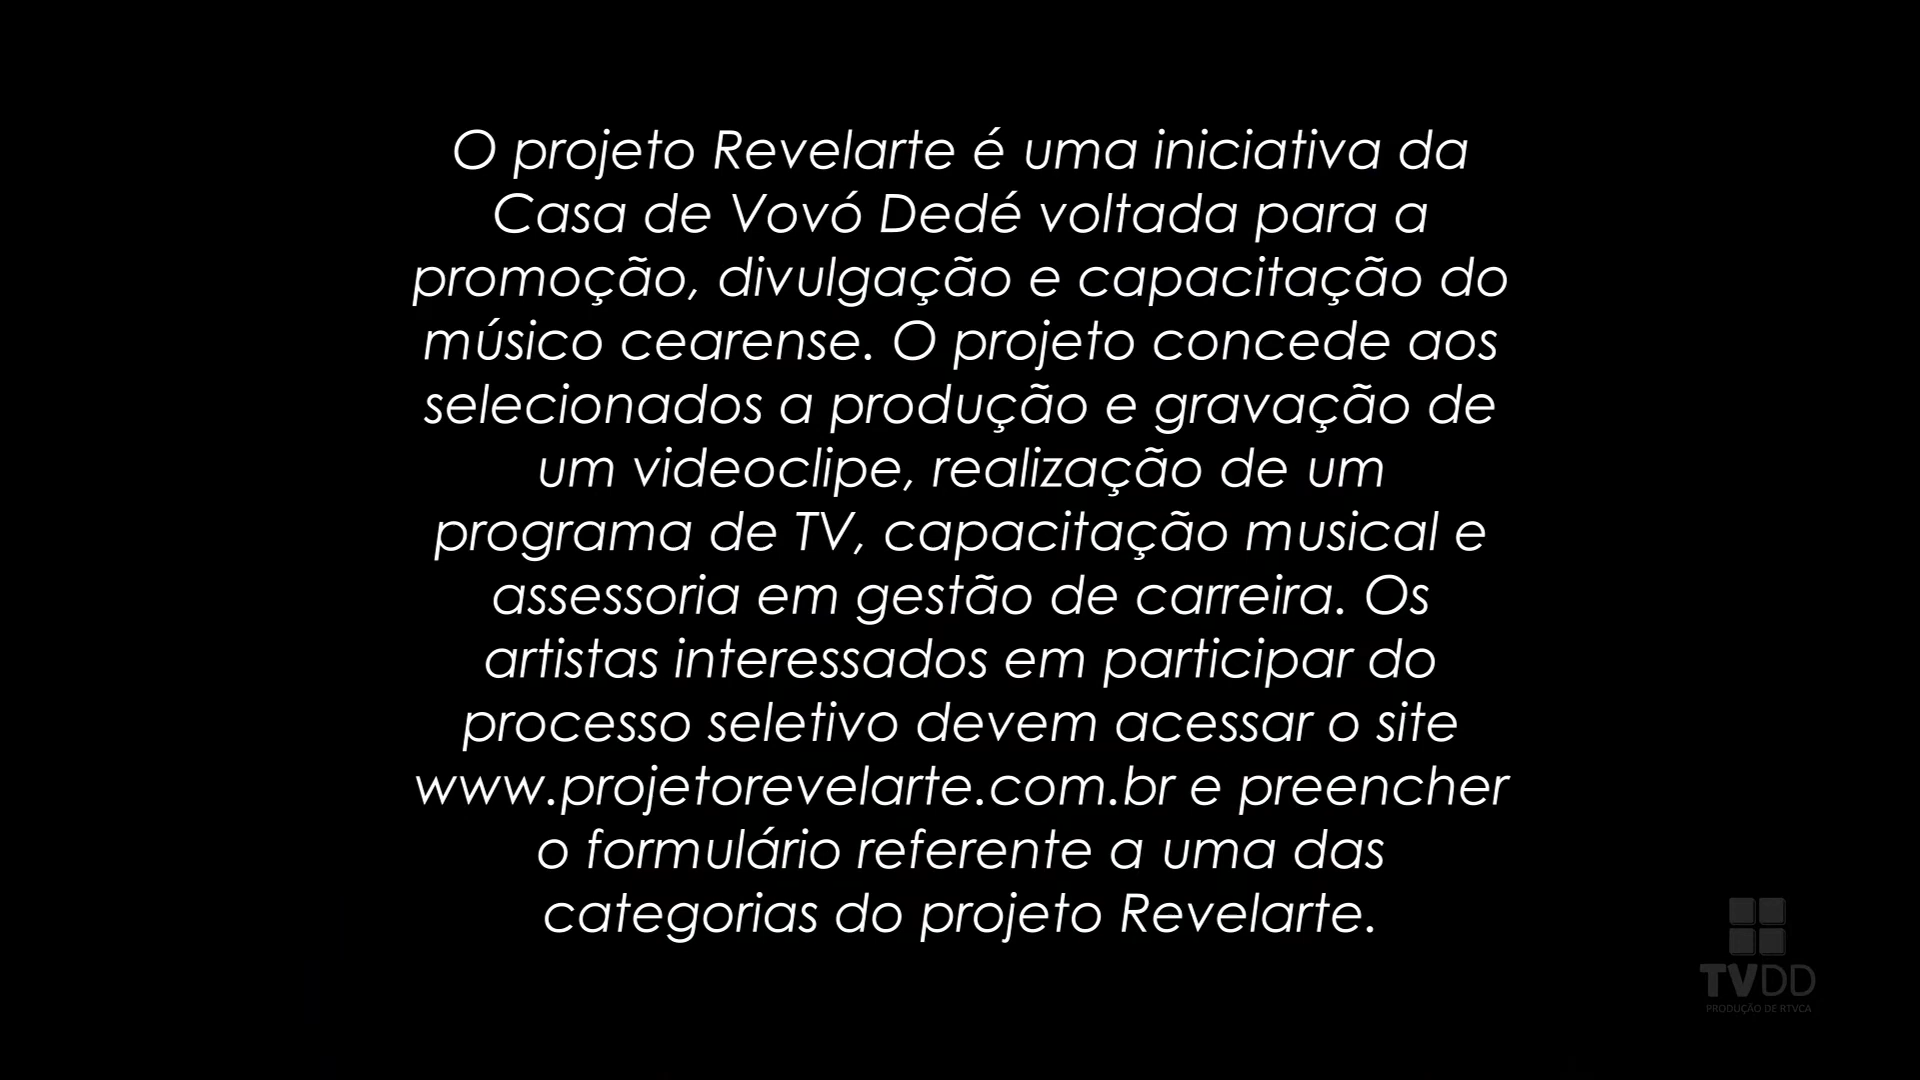 O projeto Revelarte é uma iniciativa da
Casa de Vovó Dedé voltada para a
promoção, divulgação e capacitação do
músico cearense. O projeto concede aos
selecionados a produção e gravação de
um videoclipe, realização de um
programa de TV, capacitação musical e
assessoria em gestão de carreira. Os
artistas interessados em participar do
processo seletivo devem acessar o site
www.projetorevelarte.com.br e preencher
o formulário referente a uma das
categorias do projeto Revelarte.
TVDD
PRODUÇÃO DE RTVCA